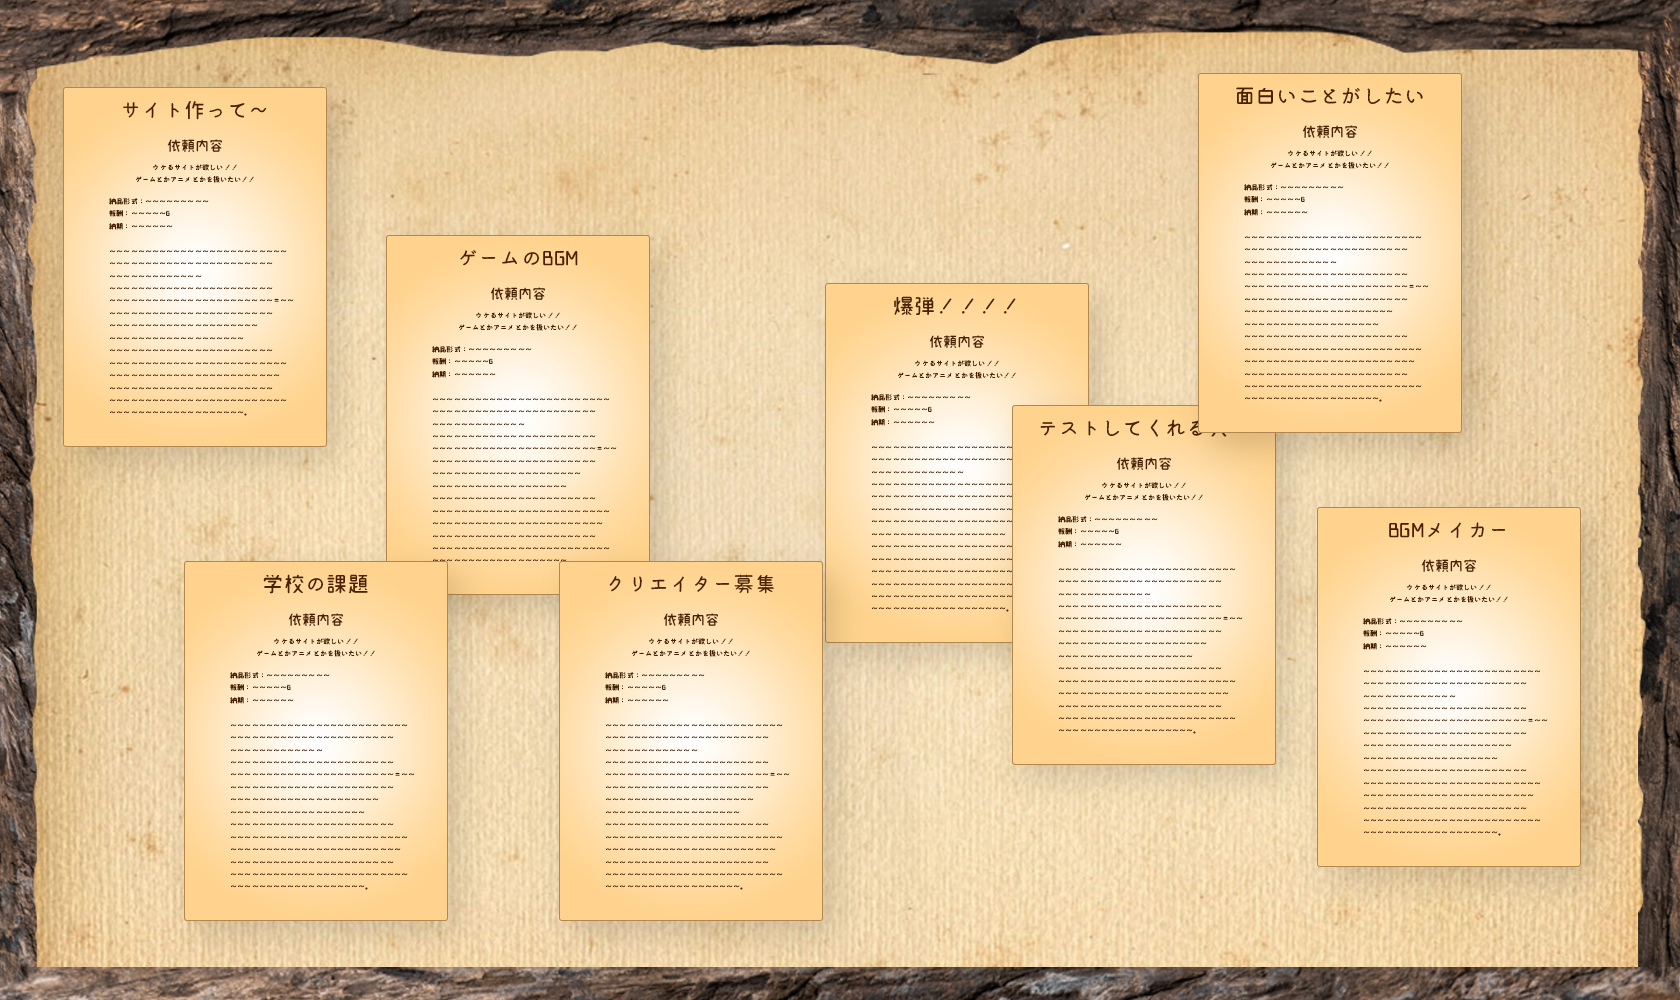 サイト作って～
依頼内容
ウケるサイトが欲しい！！
ゲームとかアニメとかを扱いたい！！
納品形式：～～～～～～～～～
報酬：～～～～～G
納期：～～～～～～
～～～～～～～～～～～～～～～～～～～～～～～～～
～～～～～～～～～～～～～～～～～～～～～～～
～～～～～～～～～～～～～
～～～～～～～～～～～～～～～～～～～～～～～
～～～～～～～～～～～～～～～～～～～～～～～=～～
～～～～～～～～～～～～～～～～～～～～～～～
～～～～～～～～～～～～～～～～～～～～～
～～～～～～～～～～～～～～～～～～～
～～～～～～～～～～～～～～～～～～～～～～～
～～～～～～～～～～～～～～～～～～～～～～～～～
～～～～～～～～～～～～～～～～～～～～～～～～
～～～～～～～～～～～～～～～～～～～～～～～
～～～～～～～～～～～～～～～～～～～～～～～～～
～～～～～～～～～～～～～～～～～～～。
ゲームのBGM
依頼内容
ウケるサイトが欲しい！！
ゲームとかアニメとかを扱いたい！！
納品形式：～～～～～～～～～
報酬：～～～～～G
納期：～～～～～～
学校の課題
依頼内容
ウケるサイトが欲しい！！
ゲームとかアニメとかを扱いたい！！
納品形式：～～～～～～～～～
報酬：～～～～～G
納期：～～～～～～
クリエイター募集
依頼内容
ウケるサイトが欲しい！！
ゲームとかアニメとかを扱いたい！！
納品形式：～～～～～～～～～
報酬：～～～～～G
納期：～～～～～～
爆弾！！！！
依頼内容
ウケるサイトが欲しい！！
ゲームとかアニメとかを扱いたい！！
納品形式：～～～～～～～～～
報酬：～～～～～G
納期：～～～～～～
テストしてくれる
依頼内容
ウケるサイトが欲しい！！
ゲームとかアニメとかを扱いたい！！
納品形式：～～～～～～～～～
報酬：～～～～～G
納期：～～～～～～
面白いことがしたい
依頼内容
ウケるサイトが欲しい！！
ゲームとかアニメとかを扱いたい！！
納品形式：～～～～～～～～～
報酬：～～～～～G
納期：～～～～～～
BGMメイカー
依頼内容
ウケるサイトが欲しい！！
ゲームとかアニメとかを扱いたい！！
納品形式：～～～～～～～～～
報酬：～～～～～G
納期：～～～～～～